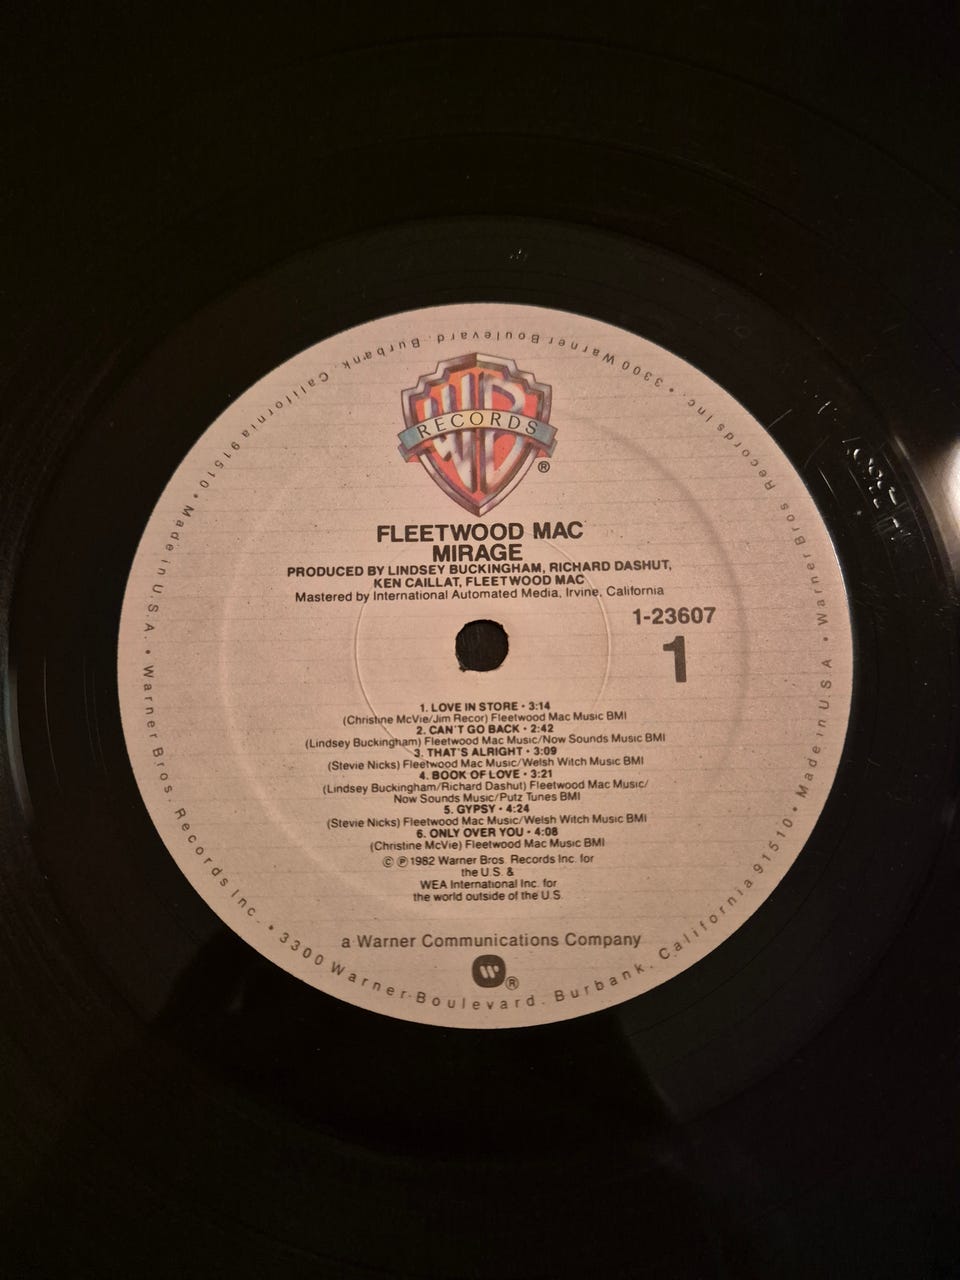 WB
RECORDS
®
FLEETWOOD MAC
MIRAGE
PRODUCED BY LINDSEY BUCKINGHAM, RICHARD DASHUT,
KEN CAILLAT, FLEETWOOD MAC
Mastered by International Automated Media, Irvine, California
1-23607
1
1. LOVE IN STORE • 3:14
(Christine McVie/Jim Recor) Fleetwood Mac Music BMI
2. CAN'T GO BACK • 2:42
(Lindsey Buckingham) Fleetwood Mac Music/Now Sounds Music BMI
3. THAT'S ALRIGHT • 3:09
(Stevie Nicks) Fleetwood Mac Music/Welsh Witch Music BMI
4. BOOK OF LOVE • 3:21
(Lindsey Buckingham/Richard Dashut) Fleetwood Mac Music/
Now Sounds Music/Putz Tunes BMI
5. GYPSY • 4:24
(Stevie Nicks) Fleetwood Mac Music/Welsh Witch Music BMI
6. ONLY OVER YOU • 4:08
(Christine McVie) Fleetwood Mac Music BMI
© ℗ 1982 Warner Bros. Records Inc. for
the U.S. &
WEA International Inc. for
the world outside of the U.S.
a Warner Communications Company
®
Warner Bros. Records Inc. • 3300 Warner Boulevard. Burbank. California 91510 • Made in U.S.A. • Warner Bros Records Inc. • 3300 Warner Boulevard. Burbank. California 91510 • Made in U.S.A. •